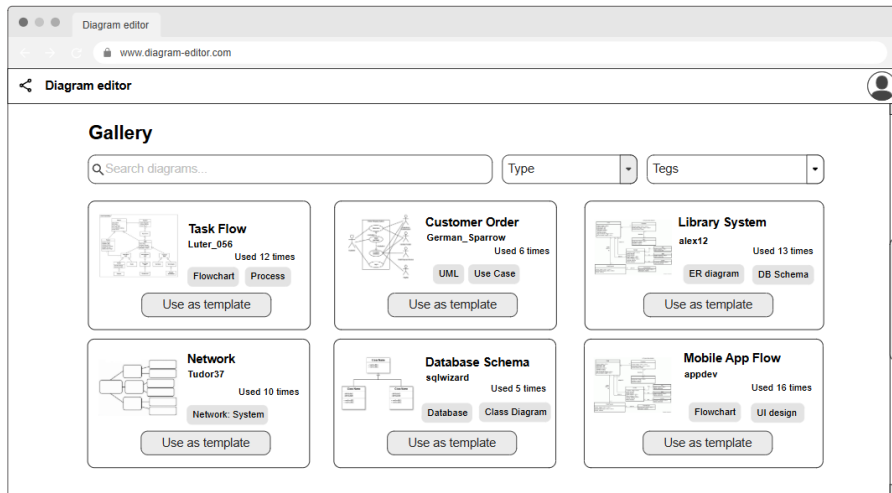 Diagram editor
www.diagram-editor.com
Diagram editor
Gallery
Search diagrams...
Type
Tegs
Task Flow
Luter_056
Used 12 times
Flowchart
Process
Use as template
Customer Order
German_Sparrow
Used 6 times
UML
Use Case
Use as template
Library System
alex12
Used 13 times
ER diagram
DB Schema
Use as template
Network
Tudor37
Used 10 times
Network: System
Use as template
Database Schema
sqlwizard
Used 5 times
Database
Class Diagram
Use as template
Mobile App Flow
appdev
Used 16 times
Flowchart
UI design
Use as template